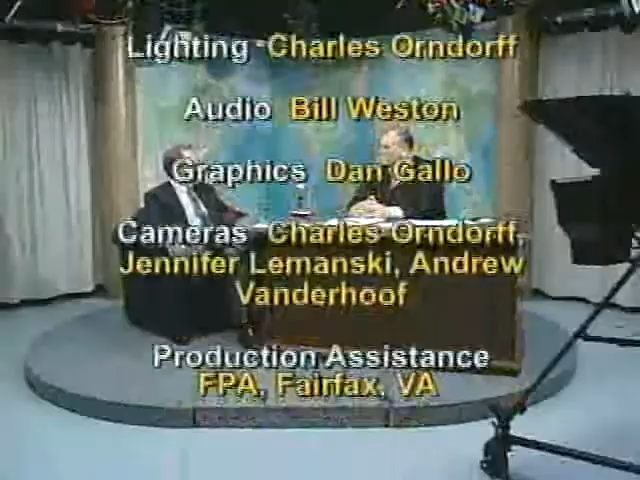 Lighting Charles Orndorff
Audio Bill Weston
Graphics Dan Gallo
Cameras Charles Orndorff,
Jennifer Lemanski, Andrew
Vanderhoof
Production Assistance
FPA, Fairfax, VA